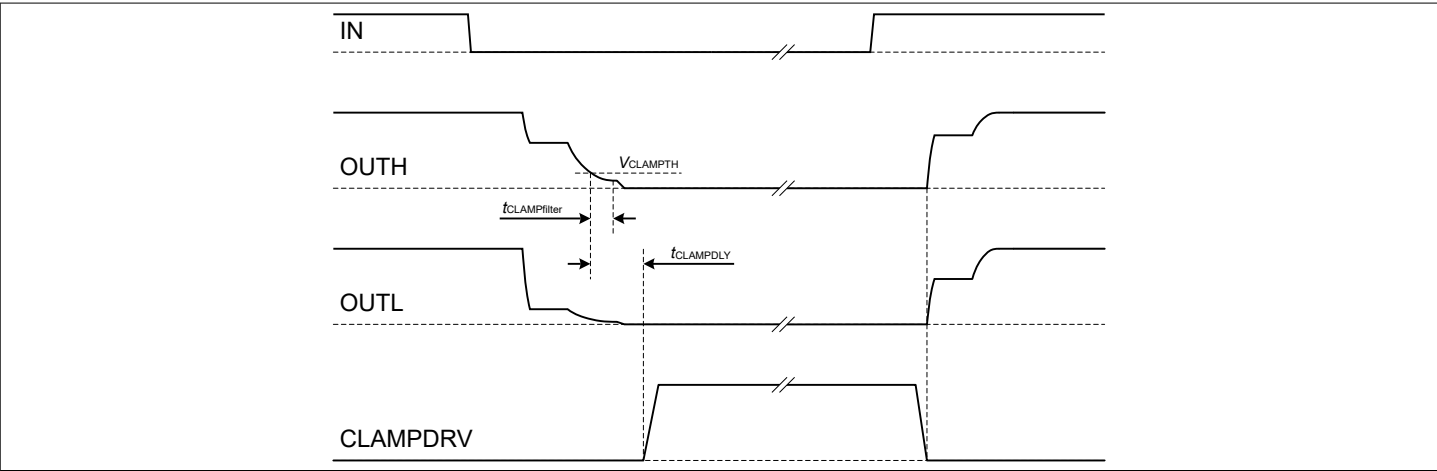 IN
OUTH
VCLAMPTH
tCLAMPfilter
tCLAMPDLY
OUTL
CLAMPDRV